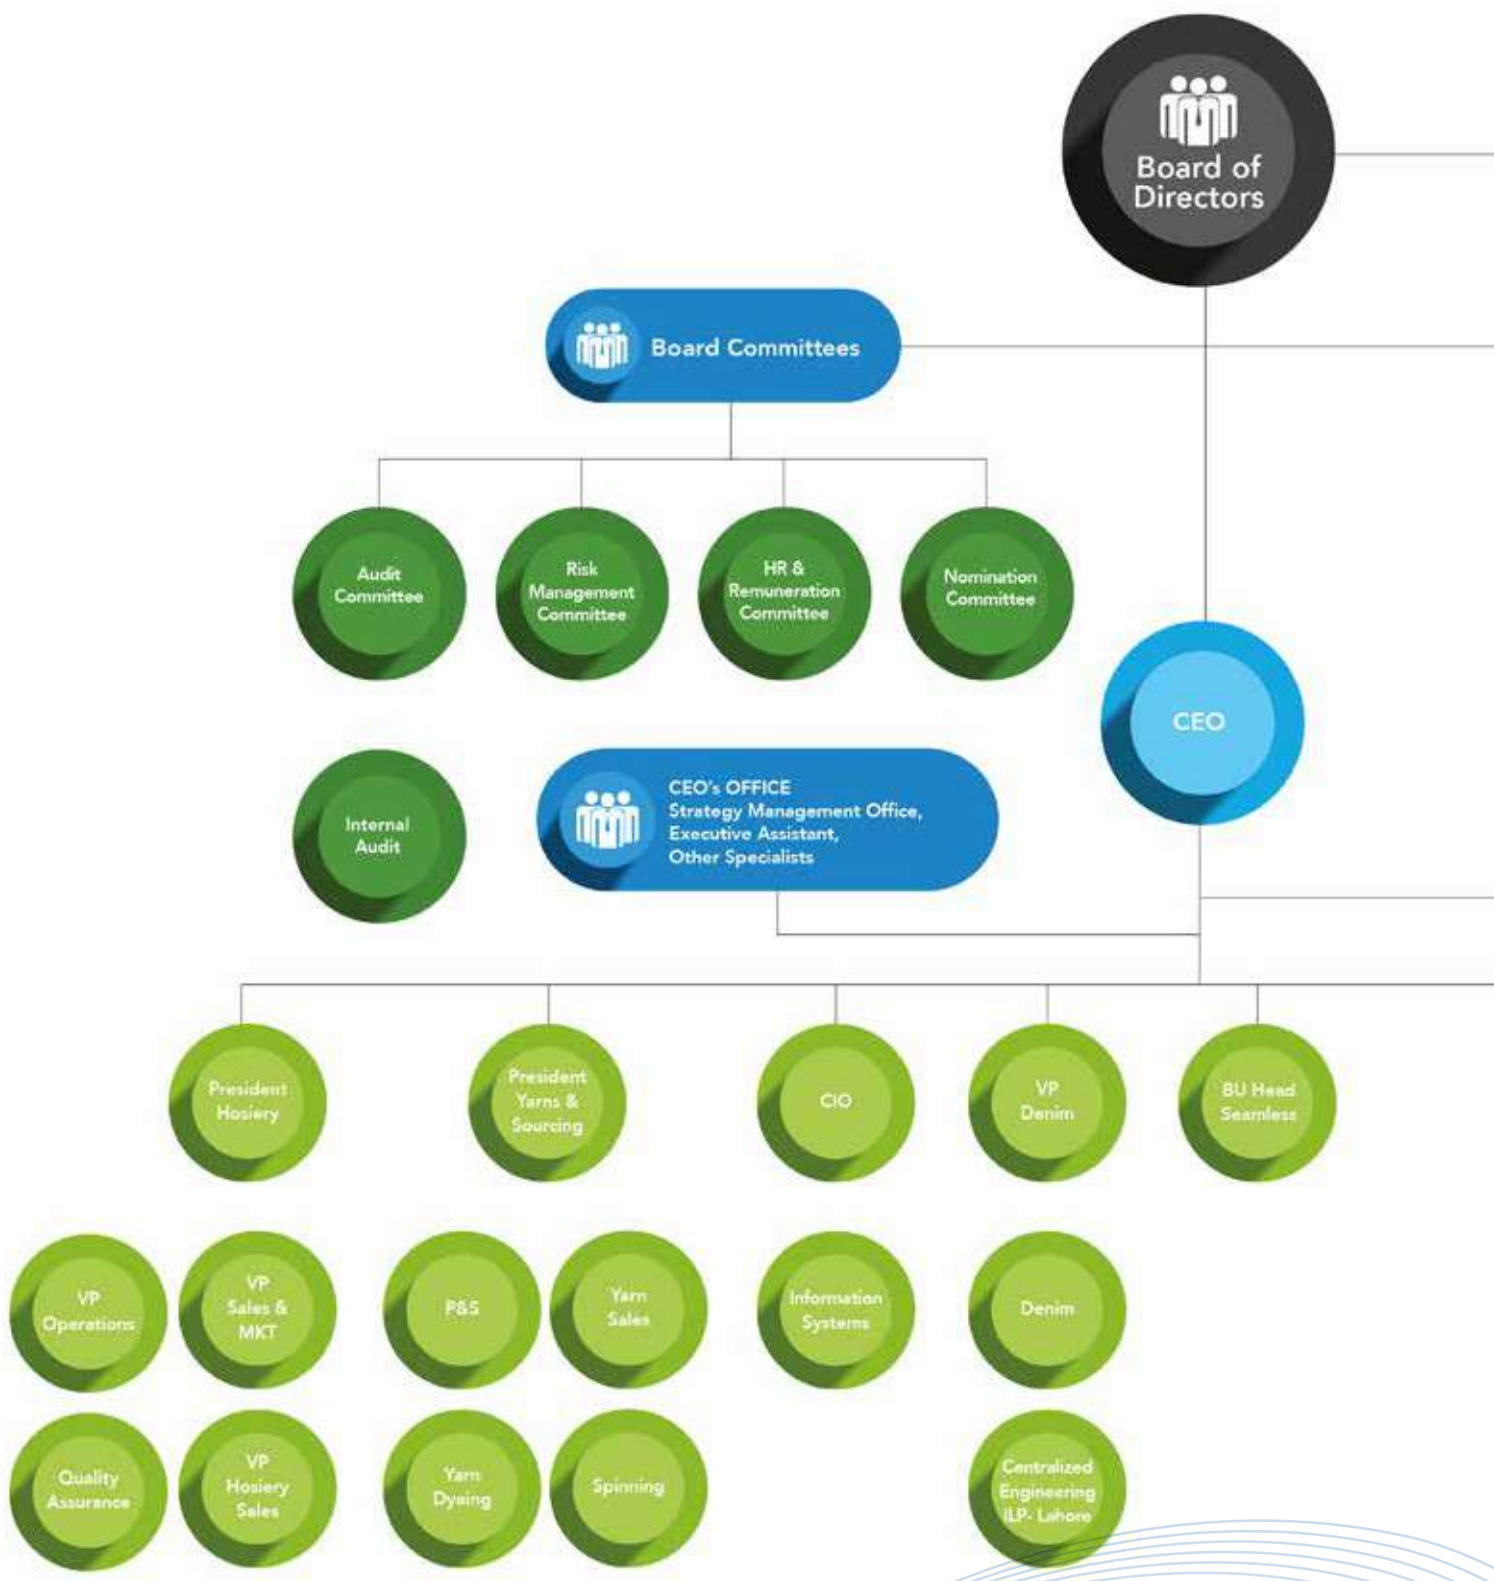 Board of
Directors
Board Committees
Audit
Committee
Risk
Management
Committee
HR &
Remuneration
Committee
Nomination
Committee
CEO
Internal
Audit
CEO's OFFICE
Strategy Management Office,
Executive Assistant,
Other Specialists
President
Hosiery
President
Yarns &
Sourcing
CIO
VP
Denim
BU Head
Seamless
VP
Operations
VP
Sales &
MKT
P&S
Yarn
Sales
Information
Systems
Denim
Quality
Assurance
VP
Hosiery
Sales
Yarn
Dyeing
Spinning
Centralized
Engineering
ILP- Lahore